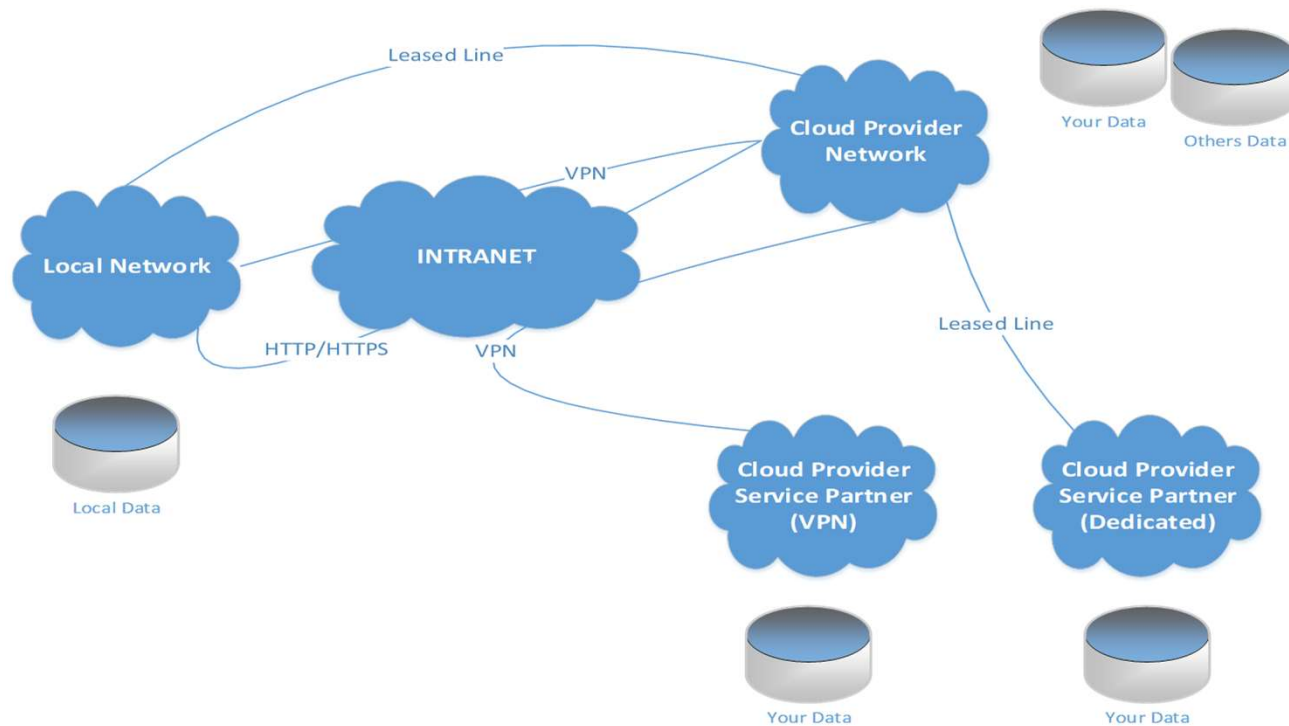 Leased Line
Your Data
Others Data
Cloud Provider
Network
VPN
Local Network
INTRANET
HTTP/HTTPS
VPN
Leased Line
Local Data
Cloud Provider
Service Partner
(VPN)
Cloud Provider
Service Partner
(Dedicated)
Your Data
Your Data